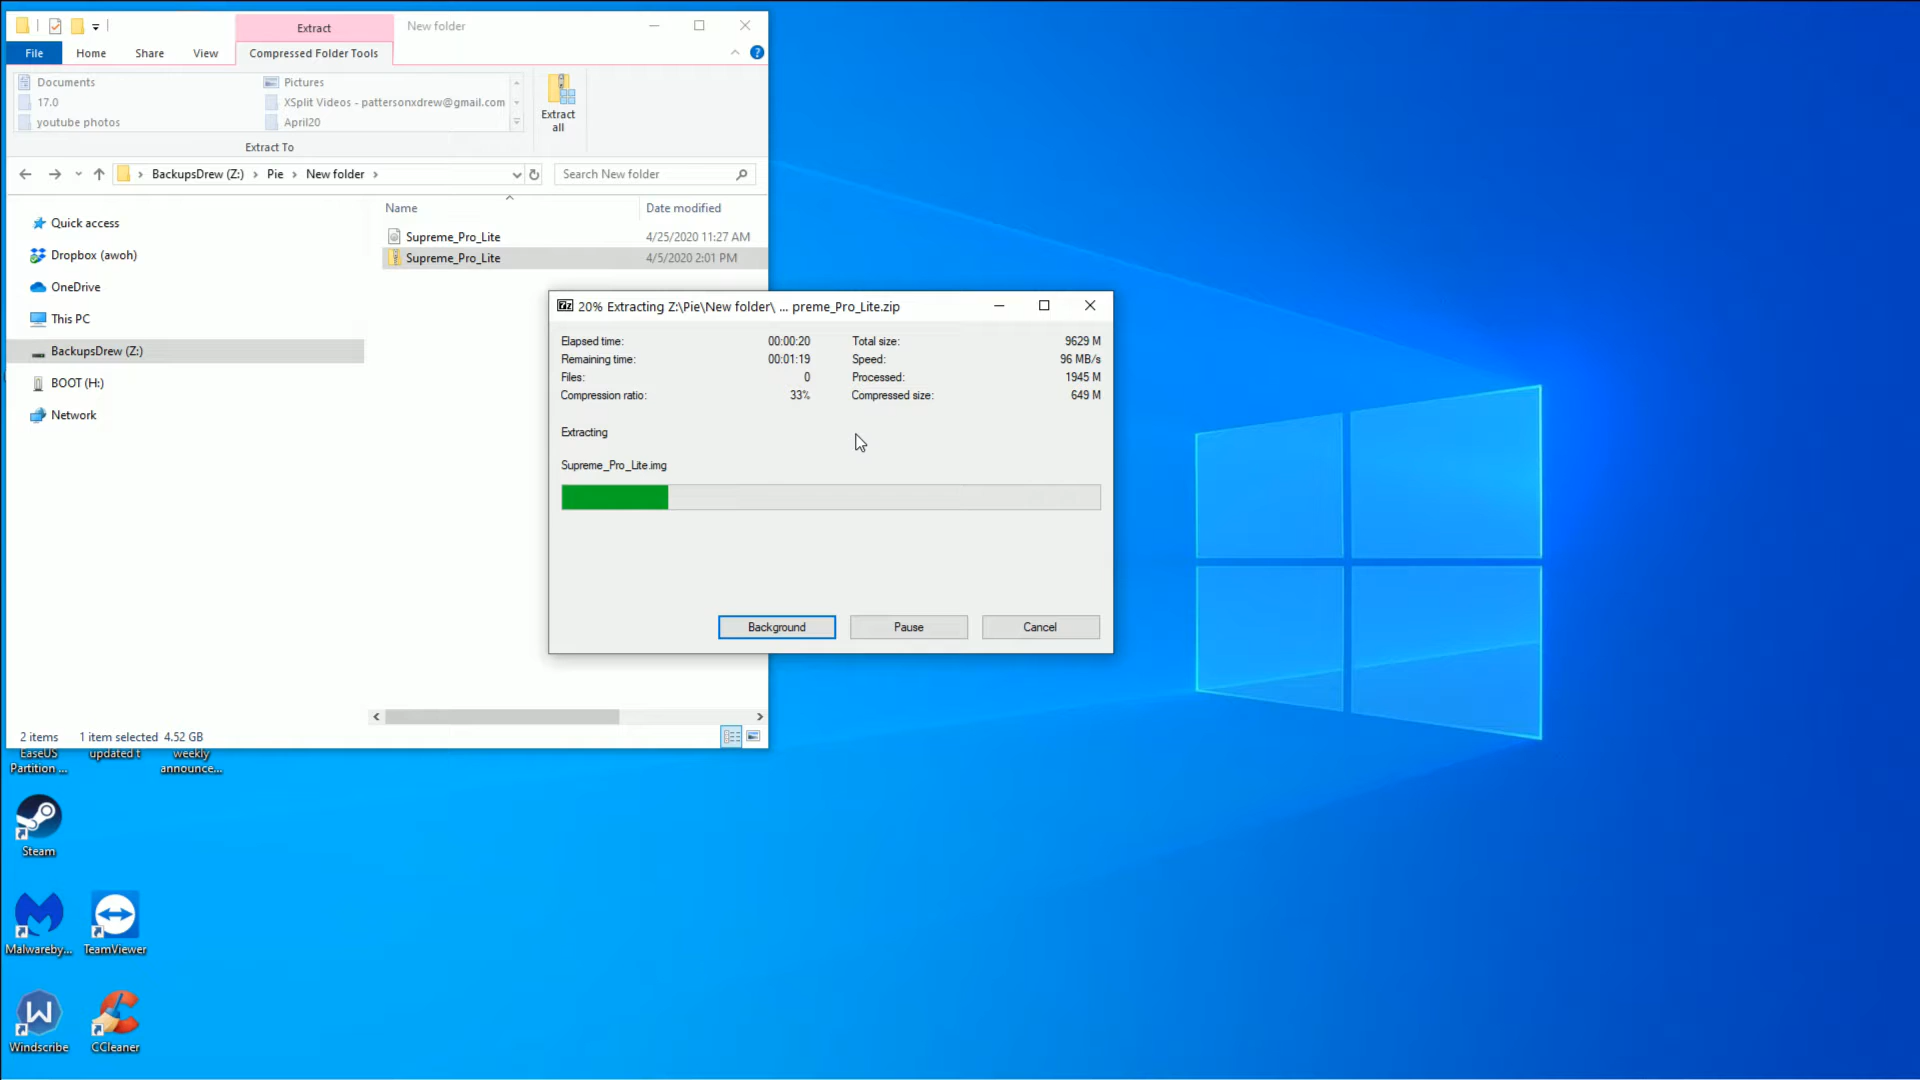 Extract
New folder
File
Home
Share
View
Compressed Folder Tools
?
Documents
Pictures
17.0
XSplit Videos - pattersonxdrew@gmail.com
youtube photos
April20
Extract
all
Extract To
BackupsDrew (Z:) › Pie › New folder ›
Search New folder
Name
Date modified
Quick access
Dropbox (awoh)
OneDrive
This PC
BackupsDrew (Z:)
BOOT (H:)
Network
Supreme_Pro_Lite
4/25/2020 11:27 AM
Supreme_Pro_Lite
4/5/2020 2:01 PM
7z
20% Extracting Z:\Pie\New folder\ ... preme_Pro_Lite.zip
Elapsed time:
00:00:20
Total size:
9629 M
Remaining time:
00:01:19
Speed:
96 MB/s
Files:
0
Processed:
1945 M
Compression ratio:
33%
Compressed size:
649 M
Extracting
Supreme_Pro_Lite.img
Background
Pause
Cancel
2 items
1 item selected 4.52 GB
EaseUS
Partition ...
updated t
weekly
announce...
Steam
Malwareby...
TeamViewer
W
Windscribe
CCleaner